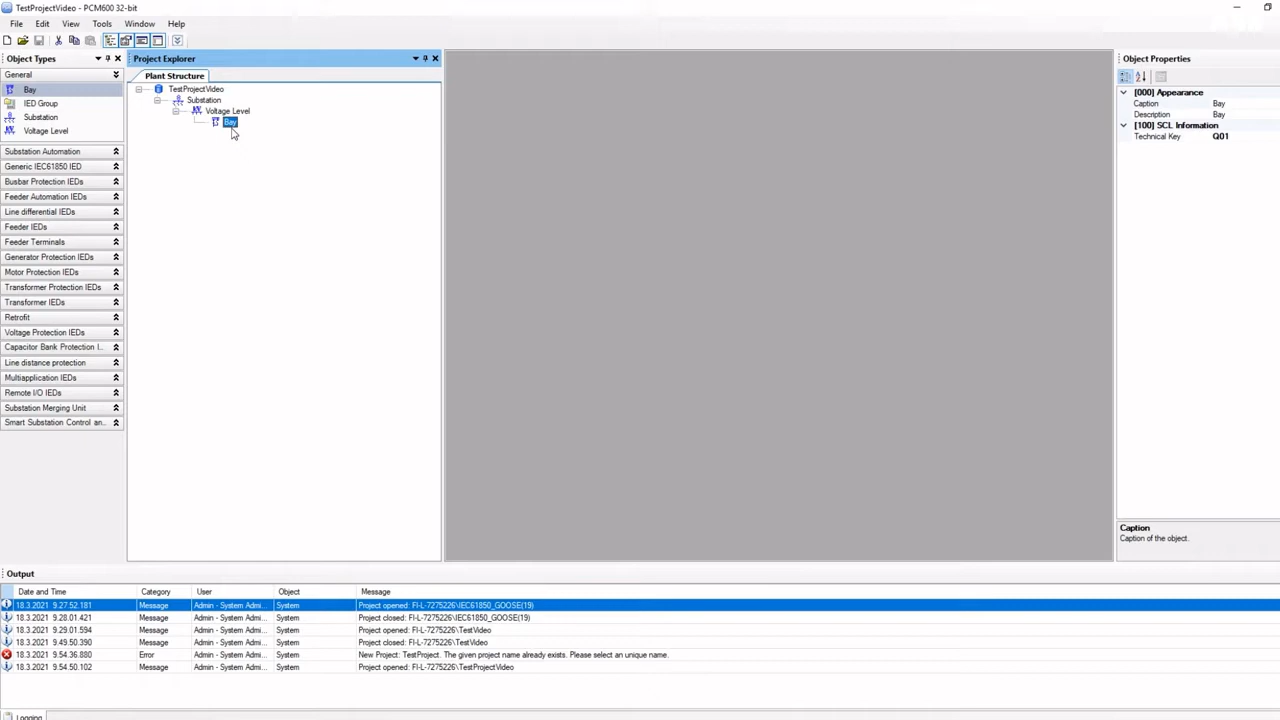 TestProjectVideo - PCM600 32-bit
File Edit View Tools Window Help
Object Types
General
Bay
IED Group
Substation
Voltage Level
Substation Automation
Generic IEC61850 IED
Busbar Protection IEDs
Feeder Automation IEDs
Line differential IEDs
Feeder IEDs
Feeder Terminals
Generator Protection IEDs
Motor Protection IEDs
Transformer Protection IEDs
Transformer IEDs
Retrofit
Voltage Protection IEDs
Capacitor Bank Protection I...
Line distance protection
Multiapplication IEDs
Remote I/O IEDs
Substation Merging Unit
Smart Substation Control an...
Project Explorer
Plant Structure
TestProjectVideo
Substation
Voltage Level
Bay
Object Properties
[000] Appearance
Caption Bay
Description Bay
[100] SCL Information
Technical Key Q01
Caption
Caption of the object.
Output
Date and Time Category User Object Message
18.3.2021 9.27.52.181 Message Admin - System Admi... System Project opened: FI-L-7275226\IEC61850_GOOSE(19)
18.3.2021 9.28.01.421 Message Admin - System Admi... System Project closed: FI-L-7275226\IEC61850_GOOSE(19)
18.3.2021 9.29.01.594 Message Admin - System Admi... System Project opened: FI-L-7275226\TestVideo
18.3.2021 9.49.50.390 Message Admin - System Admi... System Project closed: FI-L-7275226\TestVideo
18.3.2021 9.54.36.880 Error Admin - System Admi... System New Project: TestProject. The given project name already exists. Please select an unique name.
18.3.2021 9.54.50.102 Message Admin - System Admi... System Project opened: FI-L-7275226\TestProjectVideo
Logging